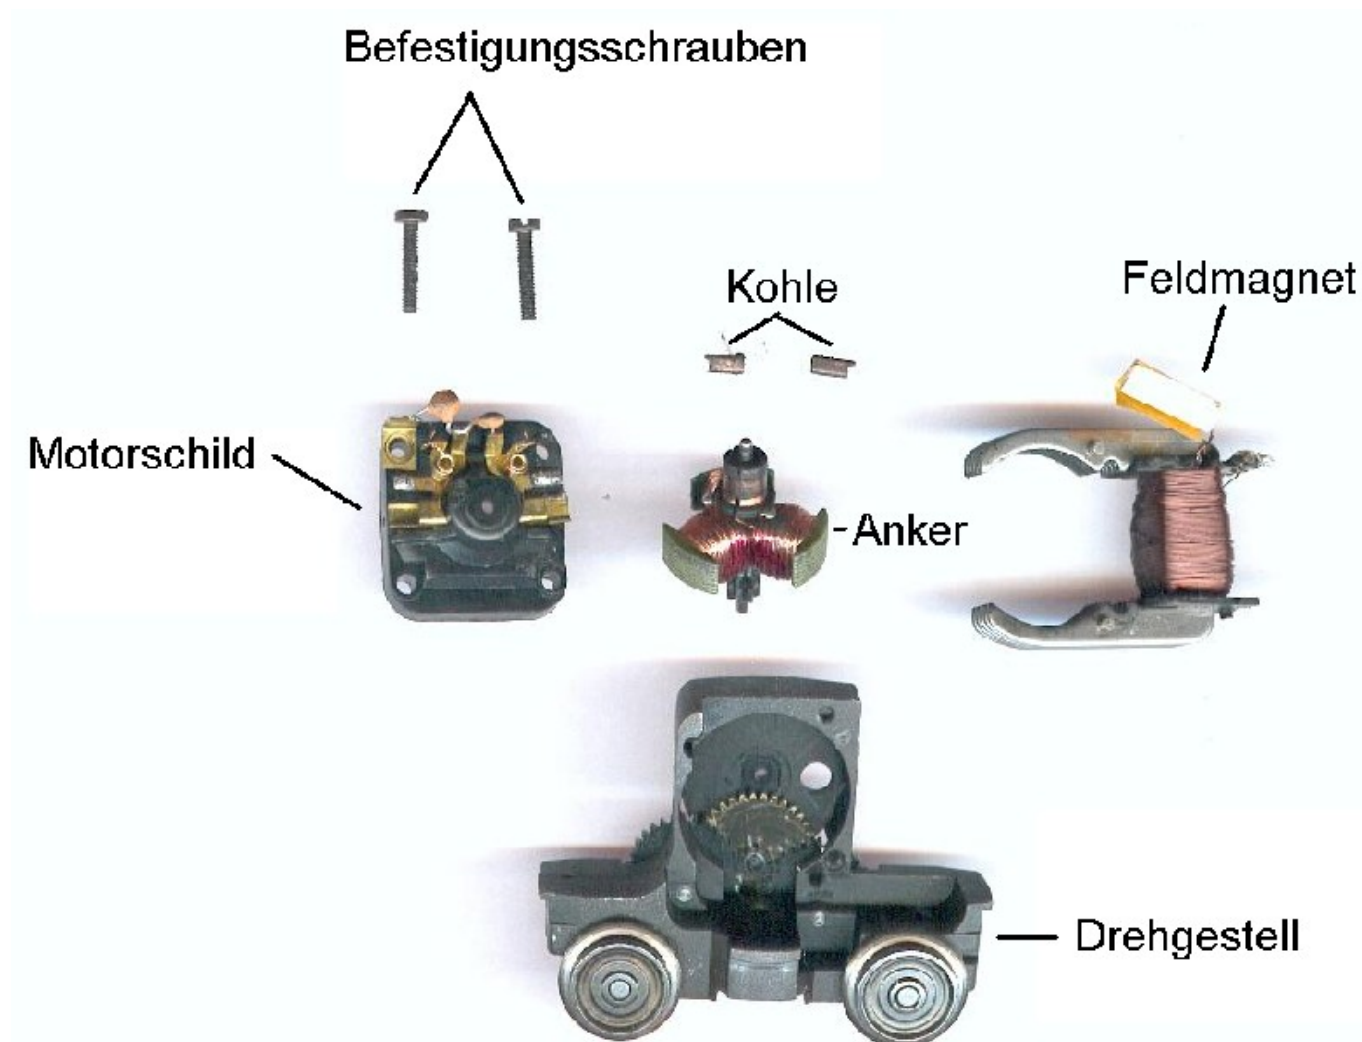 Befestigungsschrauben
Kohle
Feldmagnet
Motorschild
Anker
Drehgestell